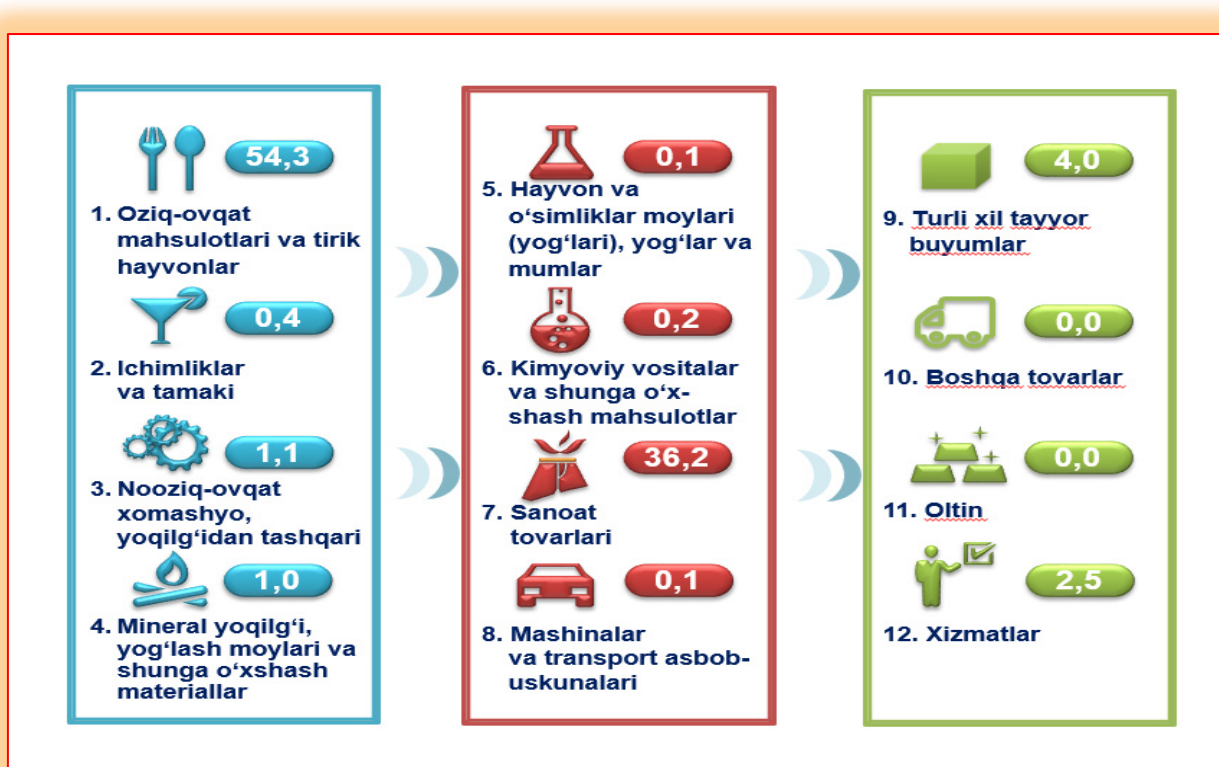 54,3
1. Oziq-ovqat
mahsulotlari va tirik
hayvonlar
0,4
2. Ichimliklar
va tamaki
1,1
3. Nooziq-ovqat
xomashyo,
yoqilg‘idan tashqari
1,0
4. Mineral yoqilg‘i,
yog‘lash moylari va
shunga o‘xshash
materiallar
0,1
5. Hayvon va
o‘simliklar moylari
(yog‘lari), yog‘lar va
mumlar
0,2
6. Kimyoviy vositalar
va shunga o‘x-
shash mahsulotlar
36,2
7. Sanoat
tovarlari
0,1
8. Mashinalar
va transport asbob-
uskunalari
4,0
9. Turli xil tayyor
buyumlar
0,0
10. Boshqa tovarlar
0,0
11. Oltin
2,5
12. Xizmatlar